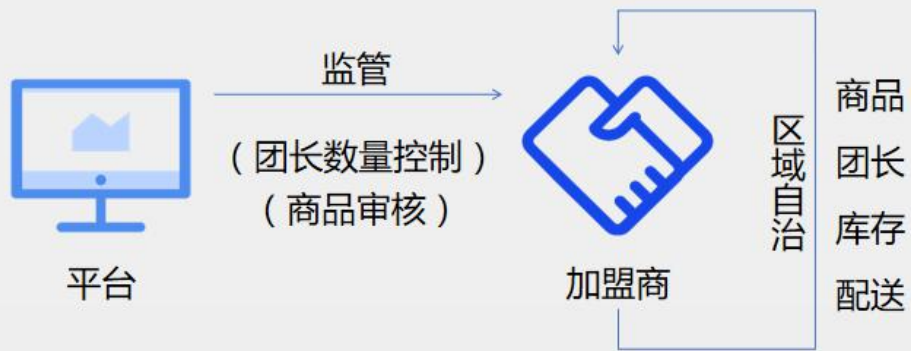 监管
（团长数量控制）
（商品审核）
平台
加盟商
区域自治
商品
团长
库存
配送